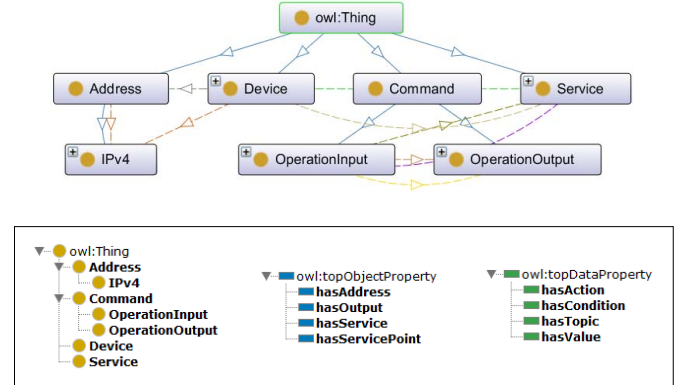 owl:Thing
Address
Device
Command
Service
IPv4
OperationInput
OperationOutput
owl:Thing
Address
IPv4
Command
OperationInput
OperationOutput
Device
Service
owl:topObjectProperty
hasAddress
hasOutput
hasService
hasServicePoint
owl:topDataProperty
hasAction
hasCondition
hasTopic
hasValue